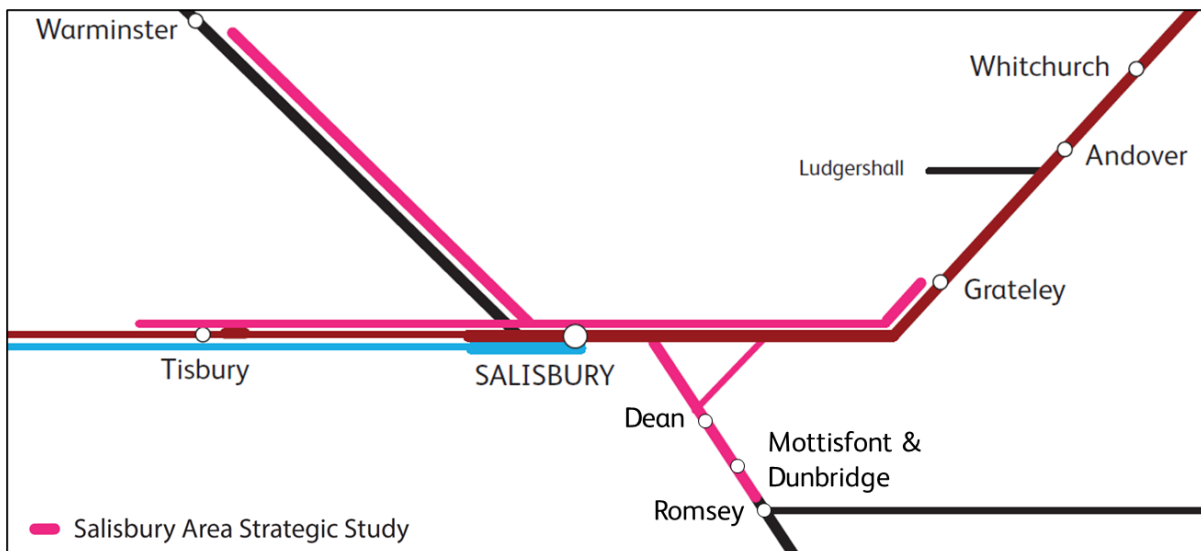 Warminster
Whitchurch
Andover
Ludgershall
Grateley
Tisbury
SALISBURY
Dean
Mottisfont &
Dunbridge
Romsey
Salisbury Area Strategic Study